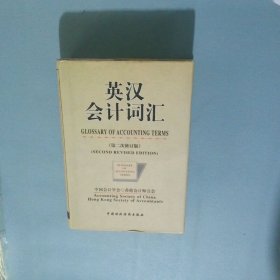 英汉
会计词汇
GLOSSARY OF ACCOUNTING TERMS
(第二次修订版)
(SECOND REVISED EDITION)
中国会计学会 香港会计师公会
Accounting Society of China
Hong Kong Society of Accountants
中国财政经济出版社